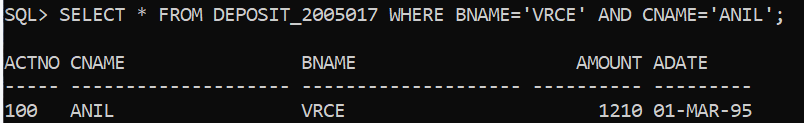 SQL> SELECT * FROM DEPOSIT_2005017 WHERE BNAME='VRCE' AND CNAME='ANIL';
ACTNO CNAME                BNAME                    AMOUNT ADATE
----- -------------------- -------------------- ---------- ---------
100   ANIL                 VRCE                       1210 01-MAR-95